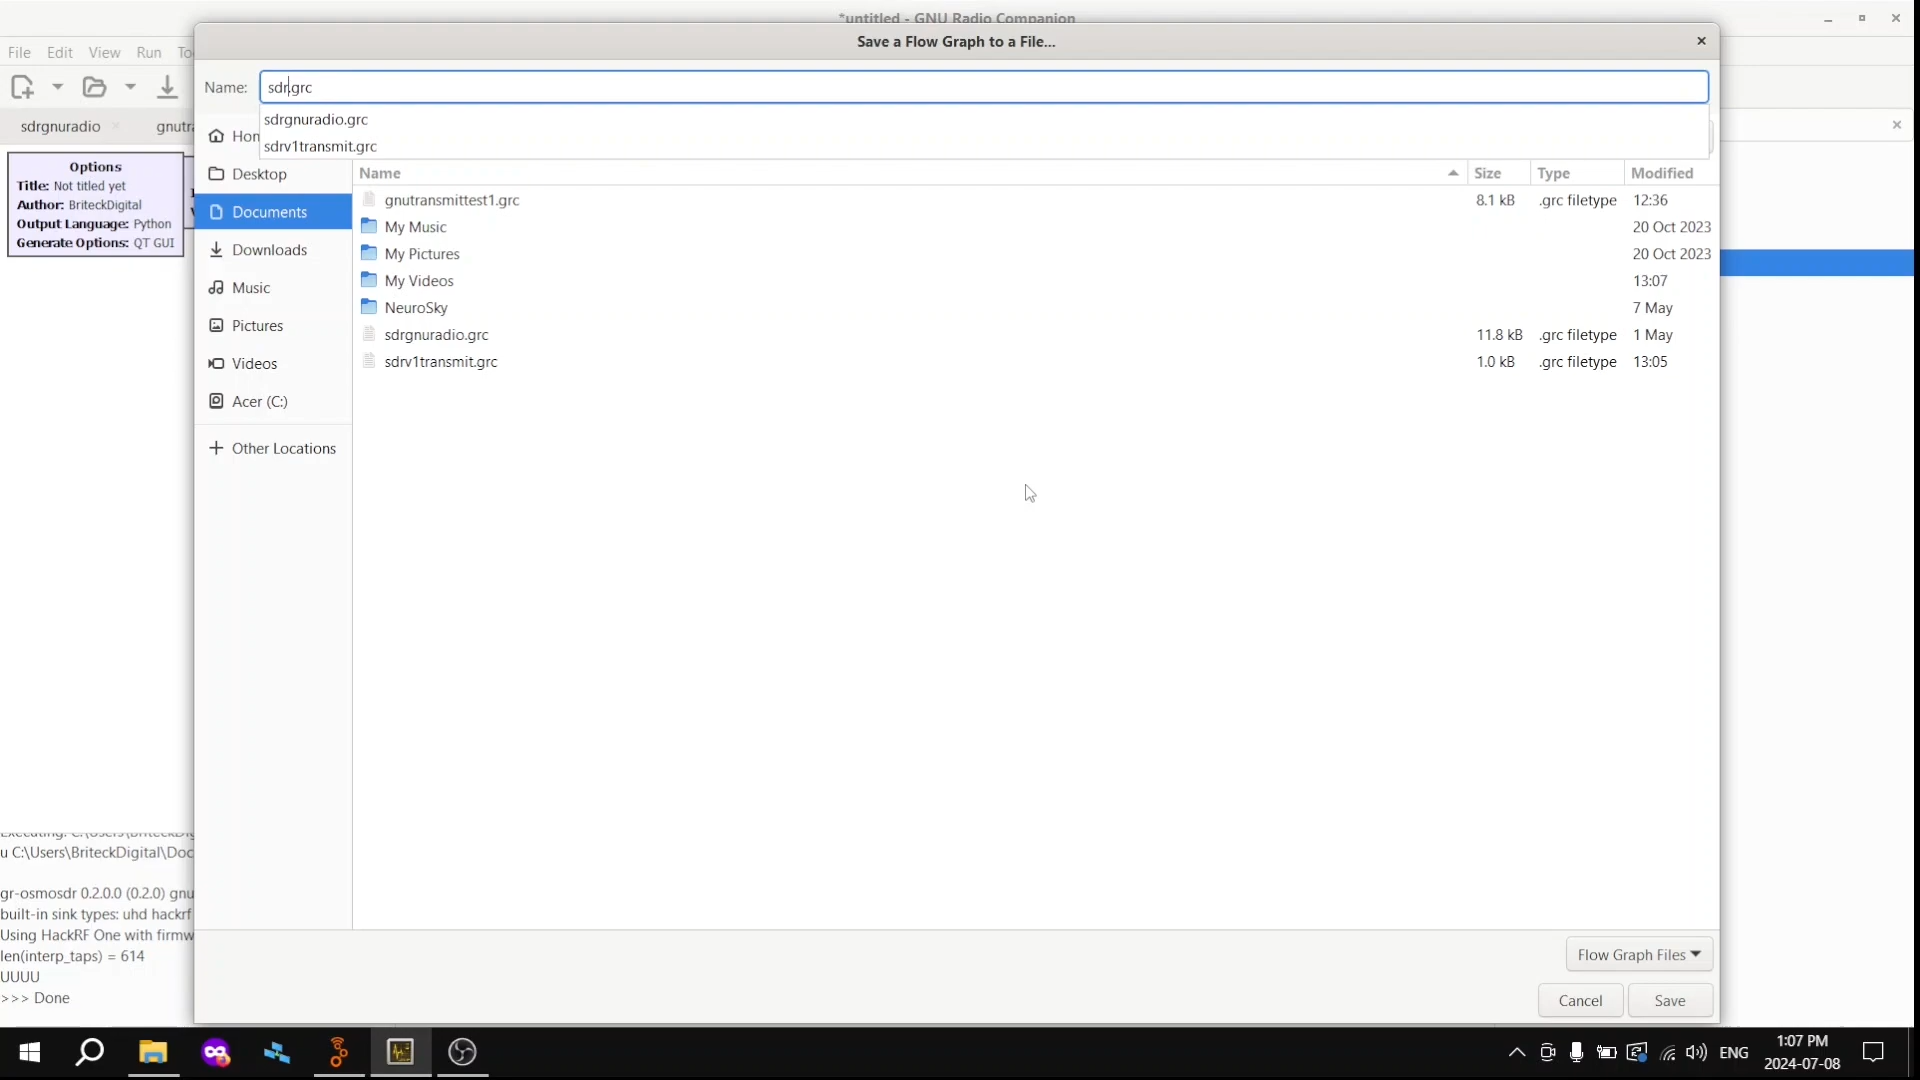 *untitled - GNU Radio Companion
Save a Flow Graph to a File...
File Edit View Run To
Name: sdr.grc
sdrgnuradio.grc
sdrv1transmit.grc
sdrgnuradio
gnutra
Hon
Desktop
Documents
Downloads
Music
Pictures
Videos
Acer (C:)
Other Locations
Options
Title: Not titled yet
Author: BriteckDigital
Output Language: Python
Generate Options: QT GUI
Name Size Type Modified
gnutransmittest1.grc 8.1 kB .grc filetype 12:36
My Music 20 Oct 2023
My Pictures 20 Oct 2023
My Videos 13:07
NeuroSky 7 May
sdrgnuradio.grc 11.8 kB .grc filetype 1 May
sdrv1transmit.grc 1.0 kB .grc filetype 13:05
u C:\Users\BriteckDigital\Doc
gr-osmosdr 0.2.0.0 (0.2.0) gnu
built-in sink types: uhd hackrf
Using HackRF One with firmw
len(interp_taps) = 614
UUUU
>>> Done
Flow Graph Files
Cancel Save
ENG
1:07 PM
2024-07-08